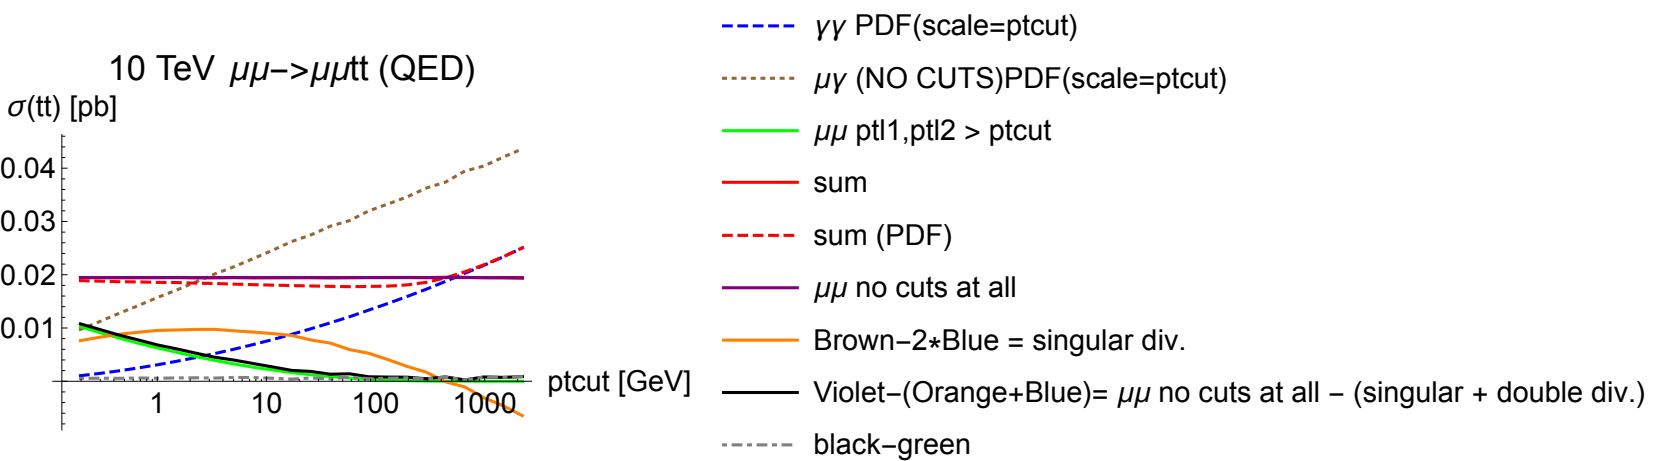 10 TeV μμ->μμtt (QED)
σ(tt) [pb]
0.04
0.03
0.02
0.01
1
10
100
1000
ptcut [GeV]
γγ PDF(scale=ptcut)
μγ (NO CUTS)PDF(scale=ptcut)
μμ ptl1,ptl2 > ptcut
sum
sum (PDF)
μμ no cuts at all
Brown-2*Blue = singular div.
Violet-(Orange+Blue)= μμ no cuts at all - (singular + double div.)
black-green